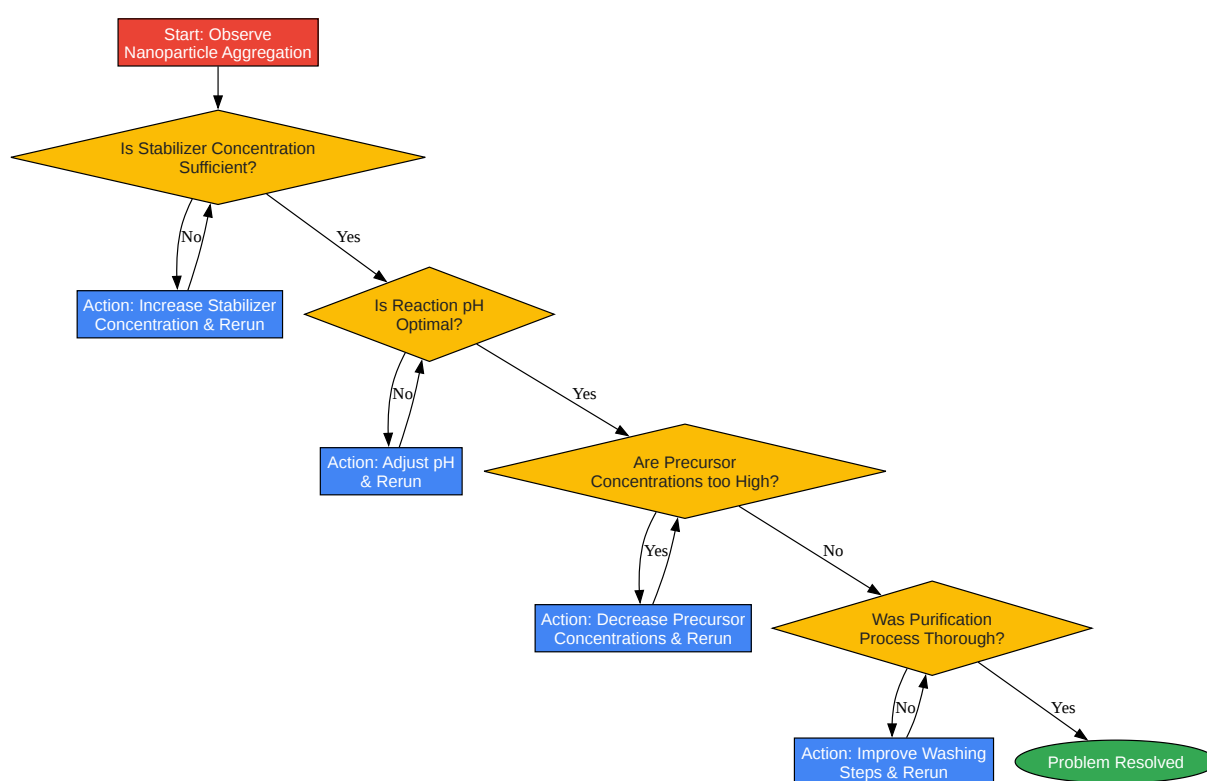 Start: Observe
Nanoparticle Aggregation
Is Stabilizer Concentration
Sufficient?
No
Yes
Action: Increase Stabilizer
Concentration & Rerun
Is Reaction pH
Optimal?
No
Yes
Action: Adjust pH
& Rerun
Are Precursor
Concentrations too High?
Yes
No
Action: Decrease Precursor
Concentrations & Rerun
Was Purification
Process Thorough?
No
Yes
Action: Improve Washing
Steps & Rerun
Problem Resolved